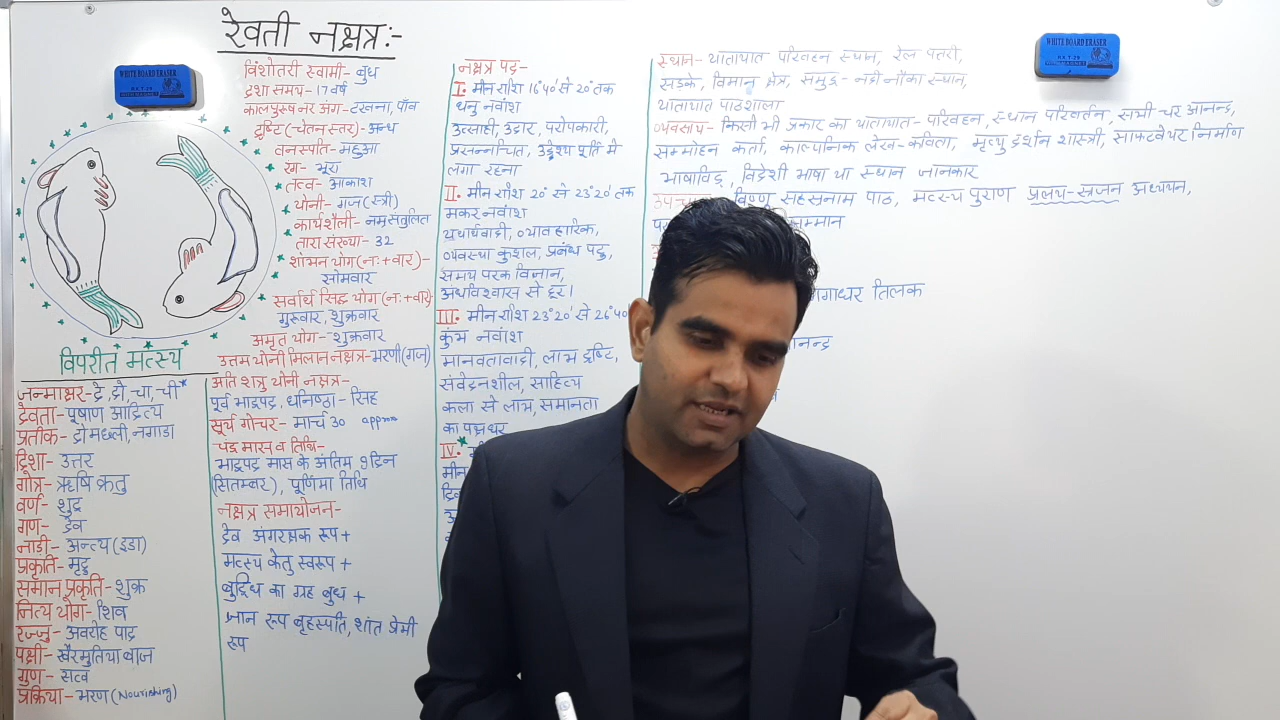 रेवती नक्षत्र:-
WHITE BOARD ERASER
विंशोतरी स्वामी- बुध
दशा समय- 17 वर्ष
कालपुरूष नर अंग- टखना, पाँव
दृष्टि (चेतनस्तर)- अन्ध
वनस्पति- महुआ
रंग- भूरा
तत्व- आकाश
योनी- गज (स्त्री)
कार्यशैली- नम्र संतुलित
तारा संख्या- 32
शोभन योग (न:+वार)-
सोमवार
सर्वार्थ सिद्ध योग (न:+वार)-
गुरूवार, शुक्रवार
अमृत योग- शुक्रवार
उत्तम योनी मिलान नक्षत्र- भरणी (गज)
विपरीत मत्स्य
जन्माक्षर- दे, दो, चा, ची
देवता- पूषाण आदित्य
प्रतीक- दो मछली, नगाडा
दिशा- उत्तर
गौत्र- ऋषि क्रतु
वर्ण- शुद्र
गण- देव
नाडी- अन्त्य (इडा)
प्रकृति- मृदु
समान प्रकृति- शुक्र
नित्य योग- शिव
रज्जु- अवरोह पाद
पक्षी- खैरमुतिया बाज
गुण- सत्व
प्रक्रिया- भरण (Nourishing)
अति शत्रु योनी नक्षत्र-
पूर्व भाद्रपद, धनिष्ठा- सिंह
सूर्य गोचर- मार्च 30 approx
चंद्र मास व तिथि-
भाद्रपद मास के अंतिम 9 दिन
(सितम्बर), पूर्णिमा तिथि
नक्षत्र समायोजन-
देव अंगरक्षक रूप +
मत्स्य केतु स्वरूप +
बुद्धि का ग्रह बुध +
ज्ञान रूप बृहस्पति, शांत प्रेमी
रूप
नक्षत्र पद-
I. मीन राशि 16°40' से 20° तक
धनु नवांश
उत्साही, उदार, परोपकारी,
प्रसन्नचित, उद्देश्य पूर्ति मे
लगा रहना
II. मीन राशि 20° से 23°20' तक
मकर नवांश
यथार्थवादी, व्यावहारिक,
व्यवस्था कुशल, प्रबंध पटु,
समय परक विज्ञान,
अंधविश्वास से दूर।
III. मीन राशि 23°20' से 26°40'
कुंभ नवांश
मानवतावादी, लाभ दृष्टि,
संवेदनशील, साहित्य
कला से लाभ, समानता
का पक्षधर
IV.
मीन
स्थान- यातायात परिवहन स्थान, रेल पटरी,
सड़के, विमान क्षेत्र, समुद्र- नदी नौका स्थान,
यातायात पाठशाला
व्यवसाय- किसी भी प्रकार का यातायात- परिवहन, स्थान परिवर्तन, सभी चर आनन्द,
सम्मोहन कर्ता, काल्पनिक लेख- कविता, मृत्यु दर्शन शास्त्री, साफ्टवेयर निर्माण
भाषाविद्, विदेशी भाषा या स्थान जानकार
विष्णु सहस्रनाम पाठ, मत्स्य पुराण प्रलय-सृजन अध्ययन,
सम्मान
गंगाधर तिलक
WHITE BOARD ERASER